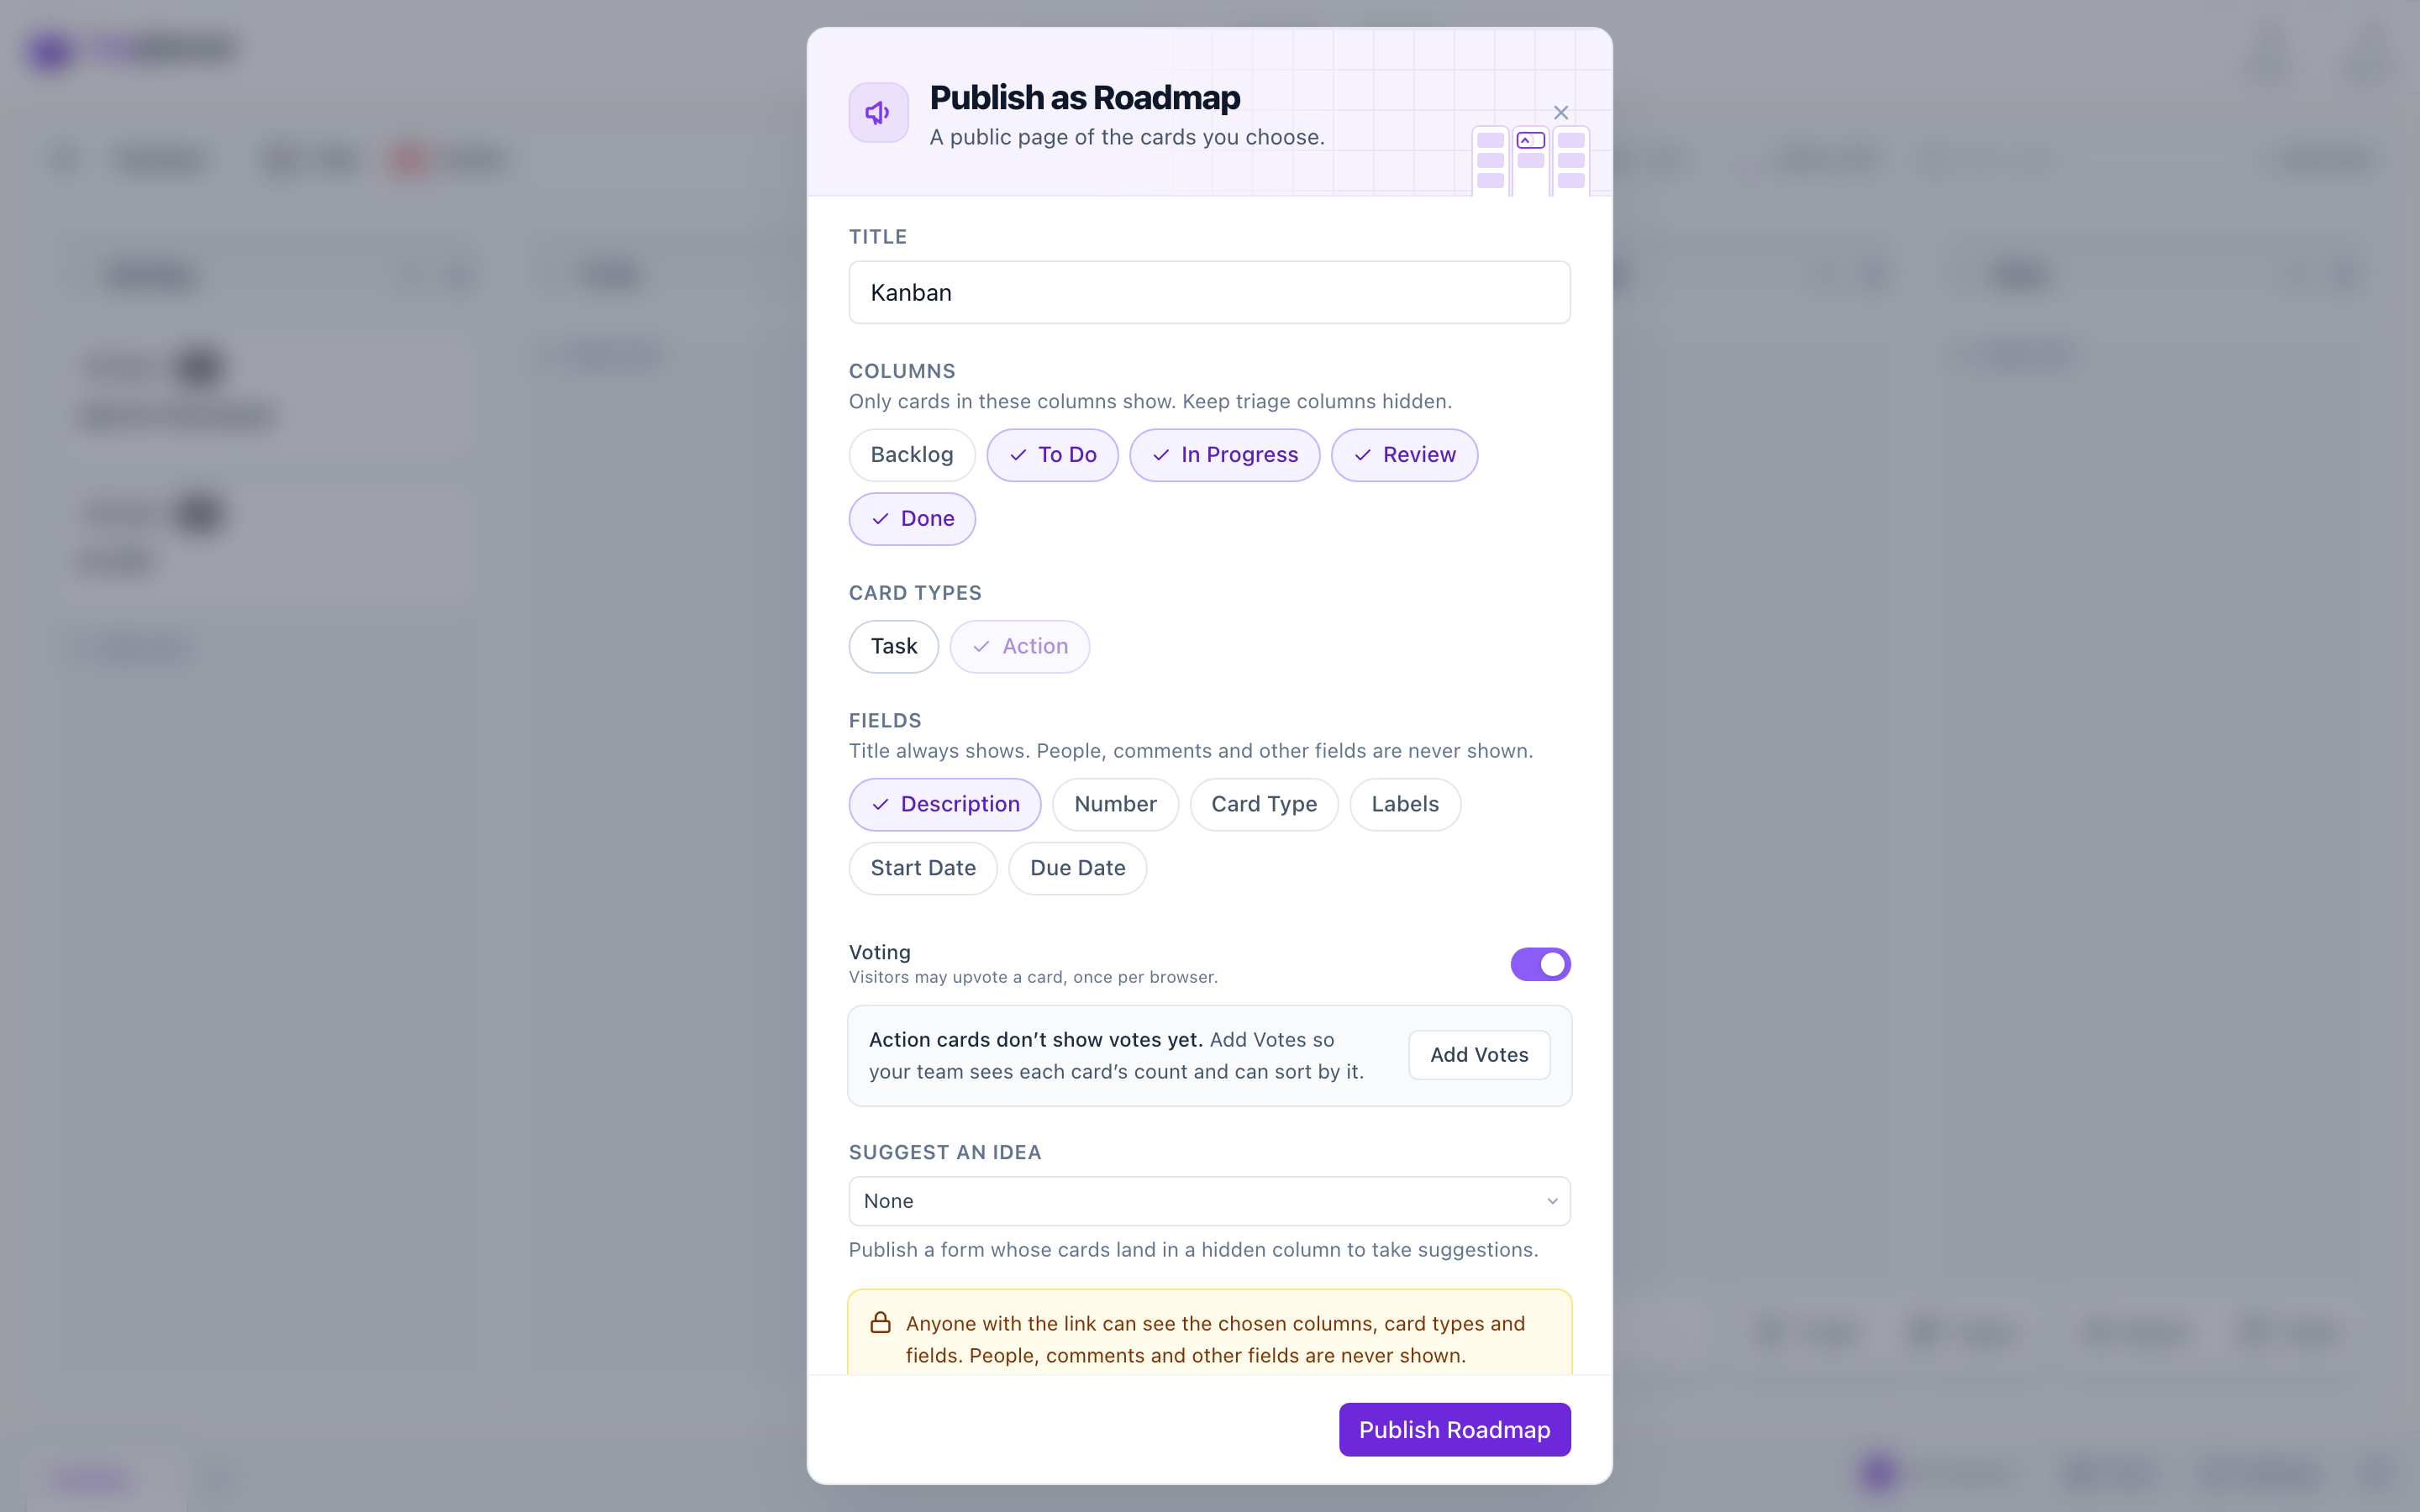 Publish as Roadmap
A public page of the cards you choose.
TITLE
Kanban
COLUMNS
Only cards in these columns show. Keep triage columns hidden.
Backlog To Do In Progress Review
Done
CARD TYPES
Task Action
FIELDS
Title always shows. People, comments and other fields are never shown.
Description Number Card Type Labels
Start Date Due Date
Voting
Visitors may upvote a card, once per browser.
Action cards don’t show votes yet. Add Votes so
your team sees each card’s count and can sort by it.
Add Votes
SUGGEST AN IDEA
None
Publish a form whose cards land in a hidden column to take suggestions.
Anyone with the link can see the chosen columns, card types and
fields. People, comments and other fields are never shown.
Publish Roadmap